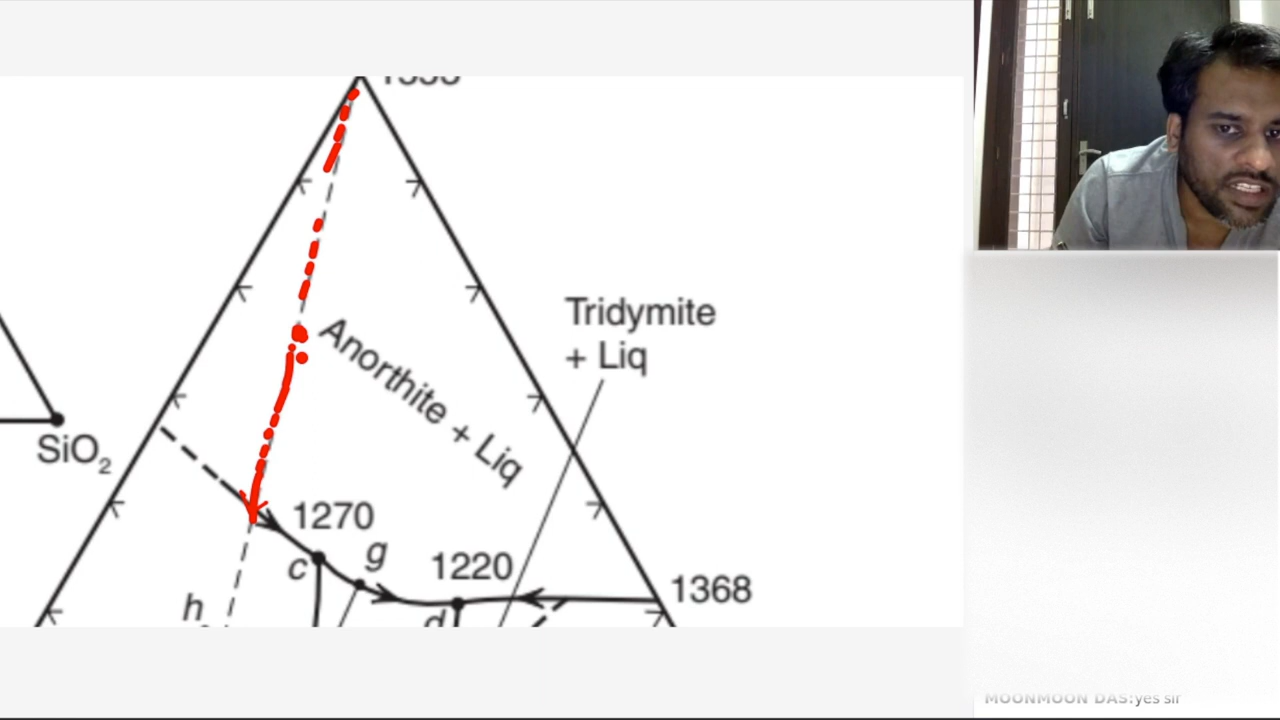 Tridymite
+ Liq
Anorthite + Liq
SiO₂
1270
c
g
1220
d
1368
h
MOONMOON DAS:yes sir